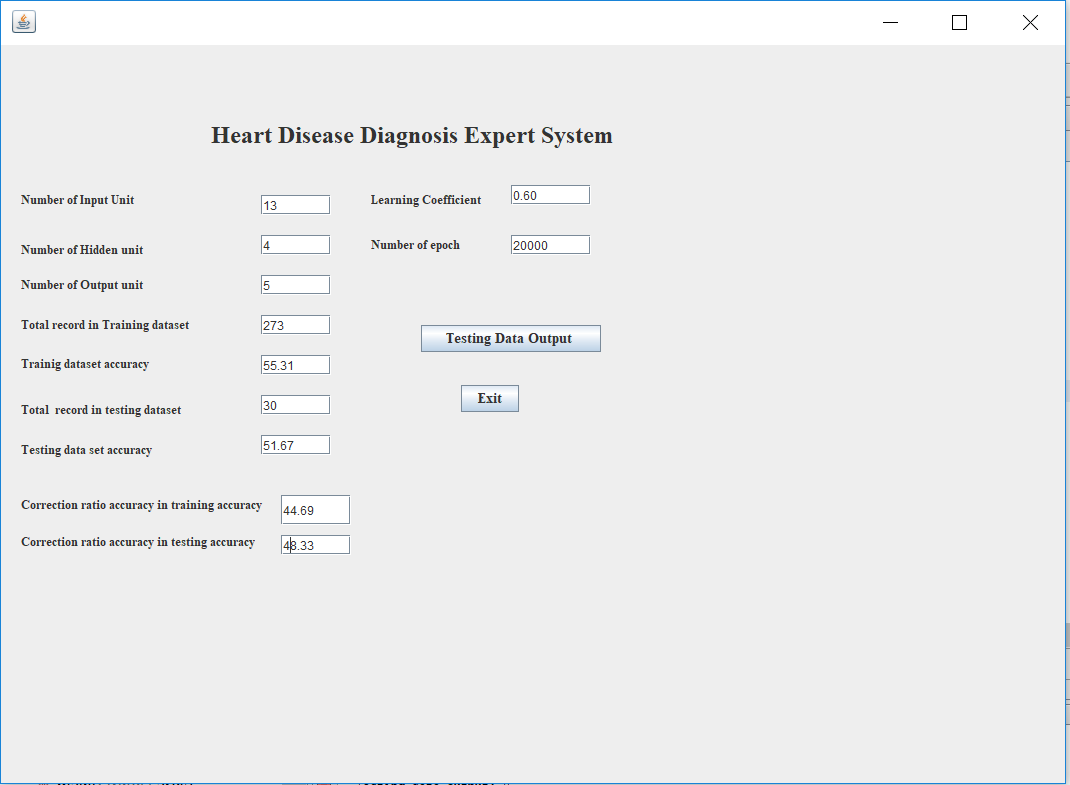 Heart Disease Diagnosis Expert System
Number of Input Unit 13 Learning Coefficient 0.60
Number of Hidden unit 4 Number of epoch 20000
Number of Output unit 5
Total record in Training dataset 273
Testing Data Output
Trainig dataset accuracy 55.31
Exit
Total record in testing dataset 30
Testing data set accuracy 51.67
Correction ratio accuracy in training accuracy 44.69
Correction ratio accuracy in testing accuracy 48.33